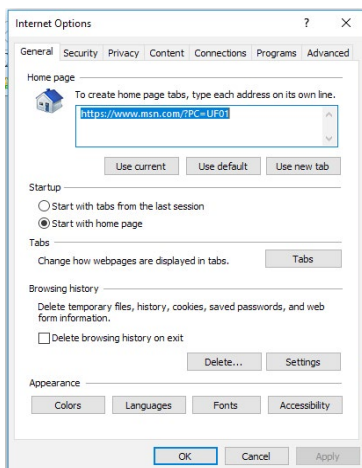 Internet Options ? X
General Security Privacy Content Connections Programs Advanced
Home page
To create home page tabs, type each address on its own line.
https://www.msn.com/?PC=UF01
Use current Use default Use new tab
Startup
Start with tabs from the last session
Start with home page
Tabs
Change how webpages are displayed in tabs. Tabs
Browsing history
Delete temporary files, history, cookies, saved passwords, and web
form information.
Delete browsing history on exit
Delete... Settings
Appearance
Colors Languages Fonts Accessibility
OK Cancel Apply